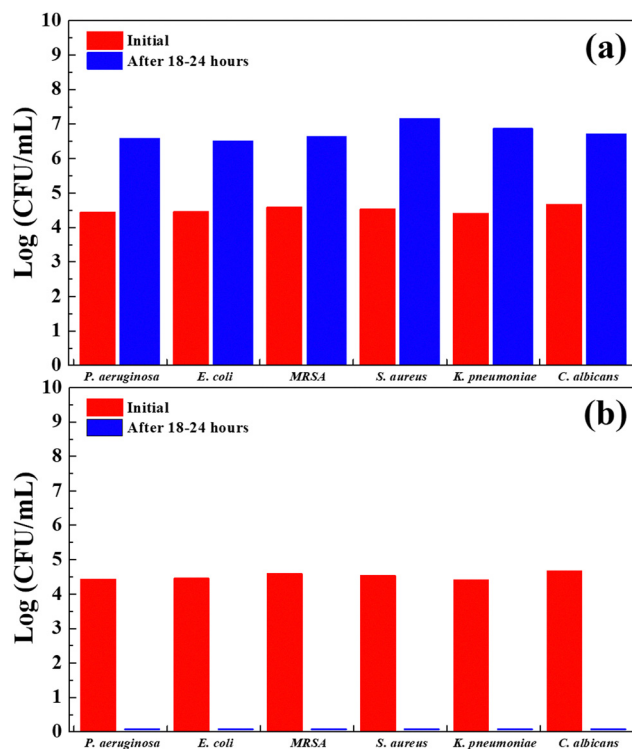 10
9
8
7
6
5
4
3
2
1
0
Log (CFU/mL)
Initial
After 18-24 hours
(a)
P. aeruginosa
E. coli
MRSA
S. aureus
K. pneumoniae
C. albicans
10
9
8
7
6
5
4
3
2
1
0
Log (CFU/mL)
Initial
After 18-24 hours
(b)
P. aeruginosa
E. coli
MRSA
S. aureus
K. pneumoniae
C. albicans